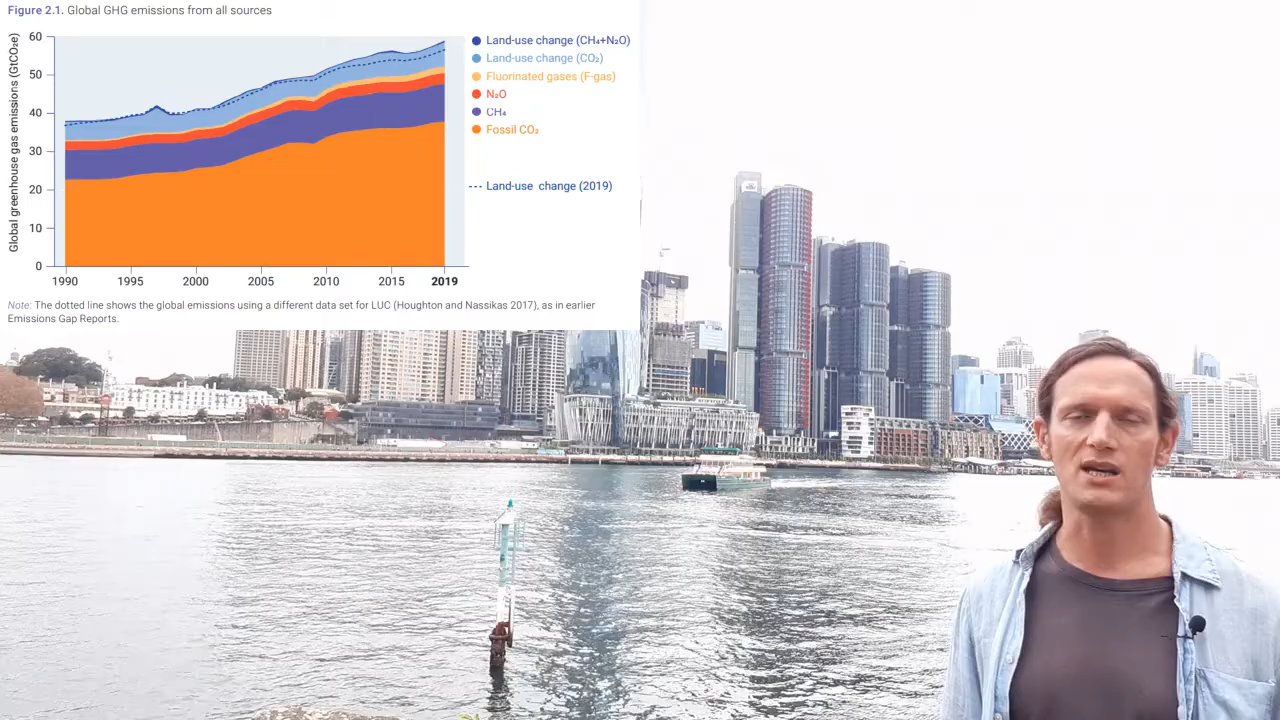 Figure 2.1. Global GHG emissions from all sources
Global greenhouse gas emissions (GtCO₂e)
60
50
40
30
20
10
0
1990
1995
2000
2005
2010
2015
2019
Land-use change (CH₄+N₂O)
Land-use change (CO₂)
Fluorinated gases (F-gas)
N₂O
CH₄
Fossil CO₂
Land-use change (2019)
Note: The dotted line shows the global emissions using a different data set for LUC (Houghton and Nassikas 2017), as in earlier
Emissions Gap Reports.